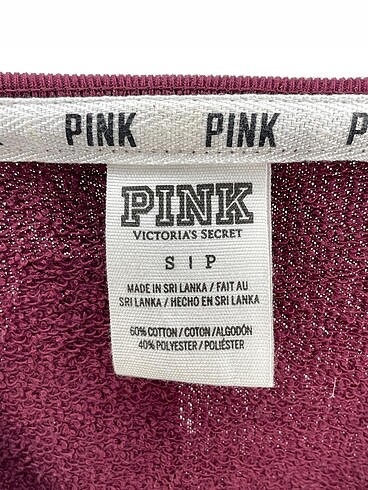 PINK PINK P
PINK
VICTORIA'S SECRET
S | P
MADE IN SRI LANKA / FAIT AU
SRI LANKA / HECHO EN SRI LANKA
60% COTTON / COTON / ALGODÓN
40% POLYESTER / POLIÉSTER